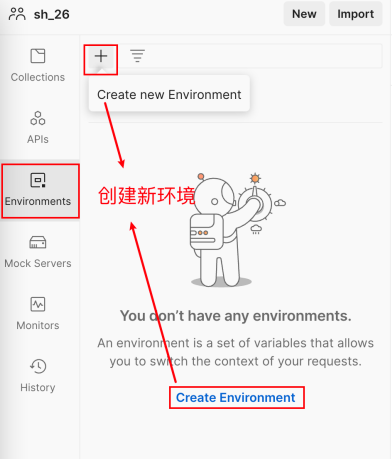 sh_26
New
Import
Collections
Create new Environment
APIs
Environments
创建新环境
Mock Servers
Monitors
You don’t have any environments.
An environment is a set of variables that allows
you to switch the context of your requests.
History
Create Environment